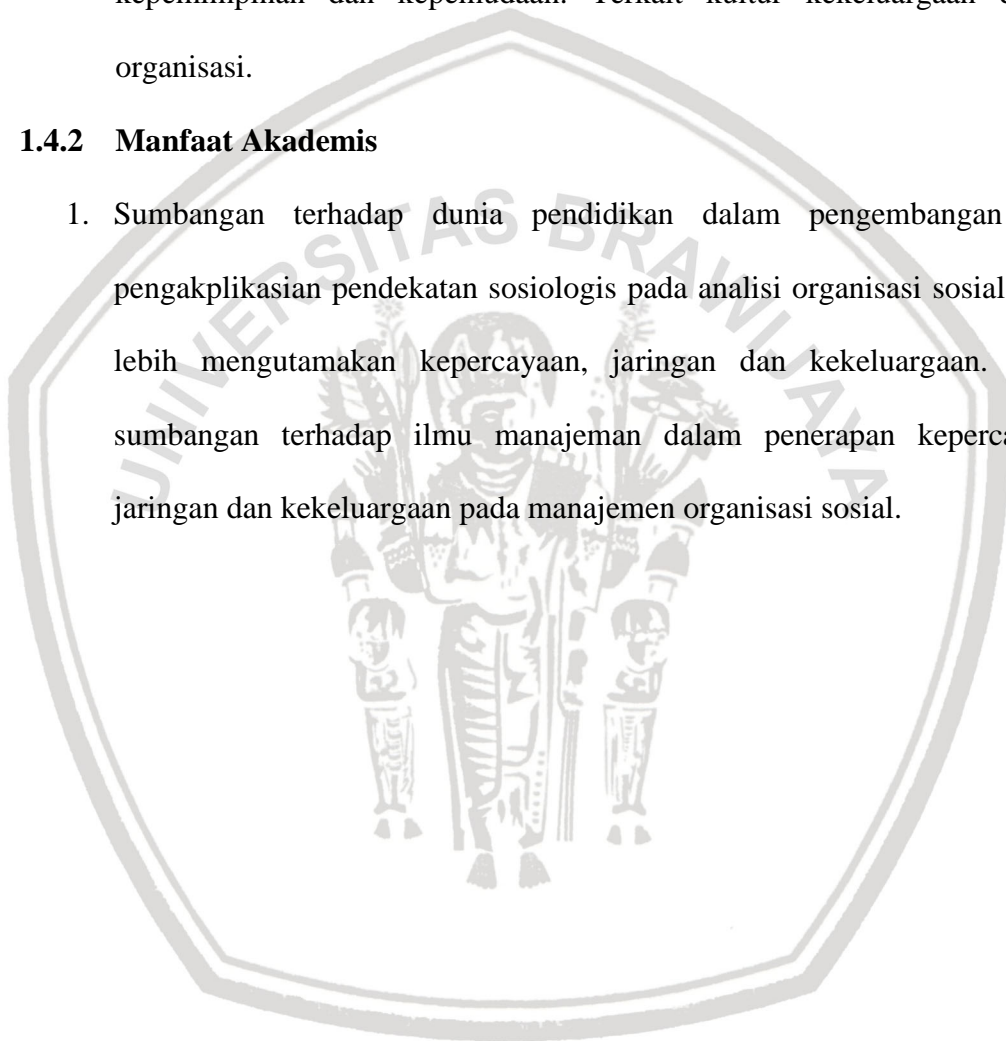 kepemimpinan dan kepemudaan. Terkait kultur kekeluargaan
organisasi.
1.4.2 Manfaat Akademis
1. Sumbangan terhadap dunia pendidikan dalam pengembangan
pengakplikasian pendekatan sosiologis pada analisi organisasi sosial
lebih mengutamakan kepercayaan, jaringan dan kekeluargaan.
sumbangan terhadap ilmu manajeman dalam penerapan
jaringan dan kekeluargaan pada manajemen organisasi sosial.
UNIVERSITAS BRAWIJAYA